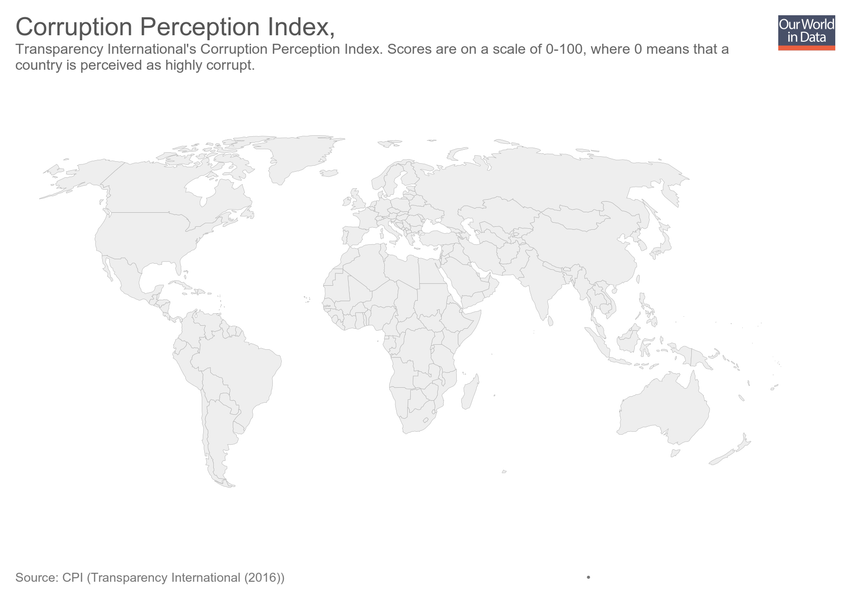 Corruption Perception Index,
Our World
in Data
Transparency International's Corruption Perception Index. Scores are on a scale of 0-100, where 0 means that a
country is perceived as highly corrupt.
Source: CPI (Transparency International (2016))
•